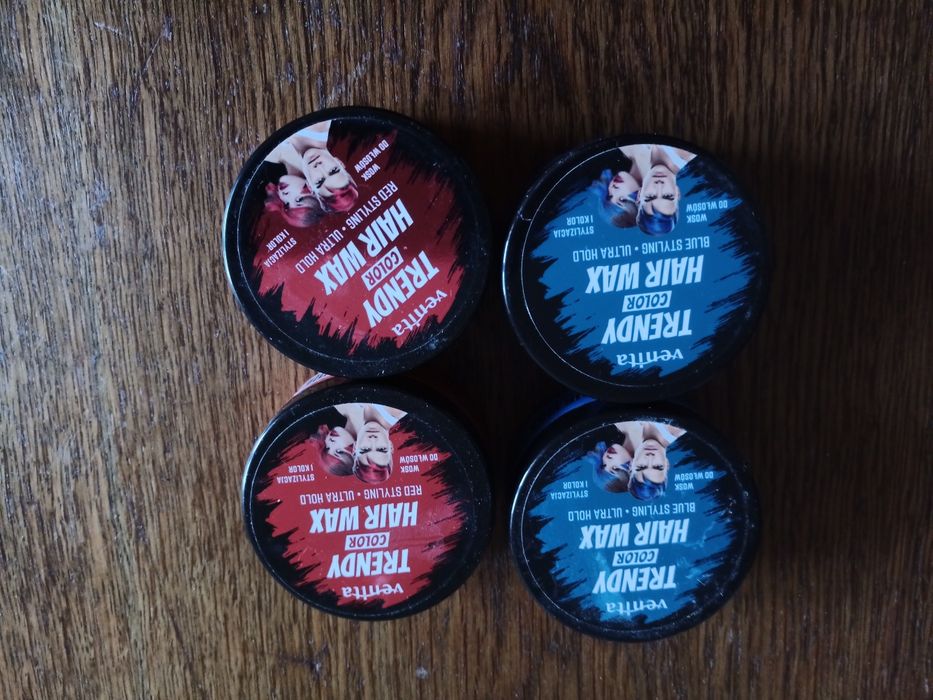 venita
TRENDY
COLOR
HAIR WAX
RED STYLING • ULTRA HOLD
WOSK
DO WŁOSÓW
STYLIZACJA
I KOLOR
venita
TRENDY
COLOR
HAIR WAX
BLUE STYLING • ULTRA HOLD
WOSK
DO WŁOSÓW
STYLIZACJA
I KOLOR
venita
TRENDY
COLOR
HAIR WAX
RED STYLING • ULTRA HOLD
WOSK
DO WŁOSÓW
STYLIZACJA
I KOLOR
venita
TRENDY
COLOR
HAIR WAX
BLUE STYLING • ULTRA HOLD
WOSK
DO WŁOSÓW
STYLIZACJA
I KOLOR